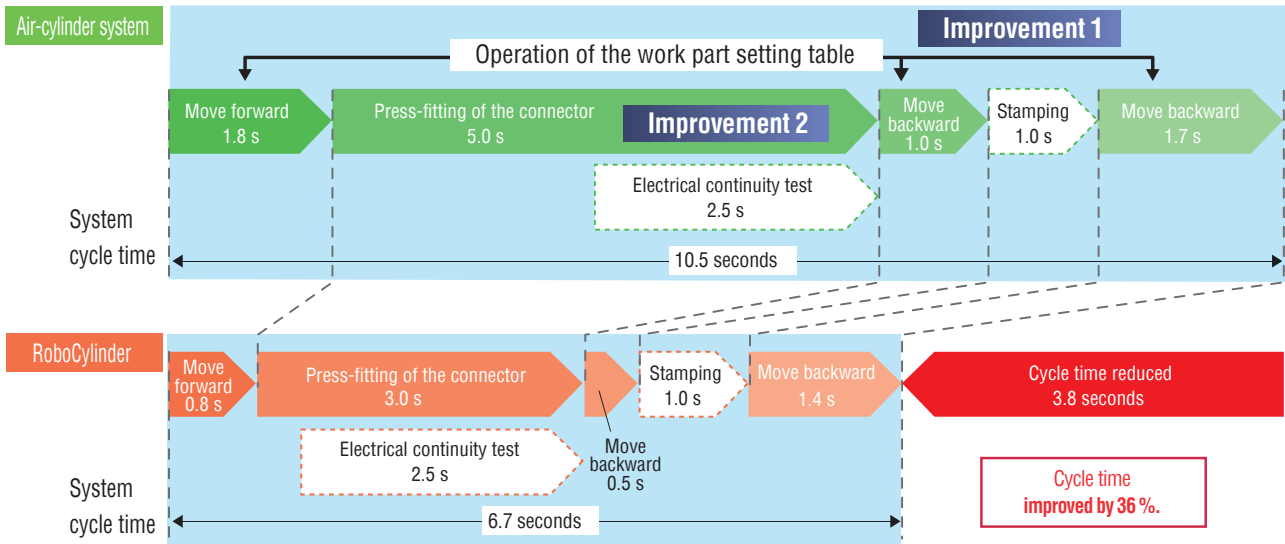 Air-cylinder system
Improvement 1
Operation of the work part setting table
Move forward
1.8 s
Press-fitting of the connector
5.0 s
Improvement 2
Move
backward
1.0 s
Stamping
1.0 s
Move backward
1.7 s
Electrical continuity test
2.5 s
System
cycle time
10.5 seconds
RoboCylinder
Move
forward
0.8 s
Press-fitting of the connector
3.0 s
Stamping
1.0 s
Move backward
1.4 s
Cycle time reduced
3.8 seconds
Electrical continuity test
2.5 s
Move
backward
0.5 s
System
cycle time
6.7 seconds
Cycle time
improved by 36 %.